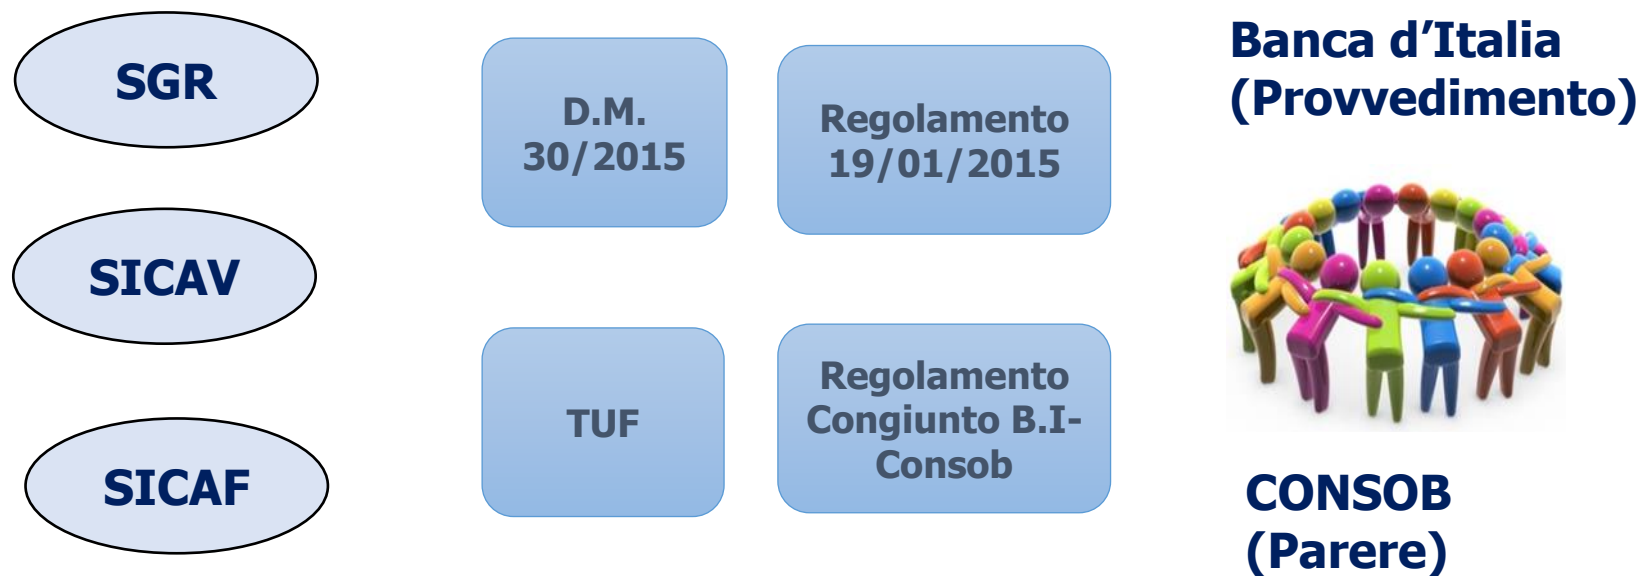 SGR
SICAV
SICAF
D.M.
30/2015
Regolamento
19/01/2015
TUF
Regolamento
Congiunto B.I-
Consob
Banca d’Italia
(Provvedimento)
CONSOB
(Parere)